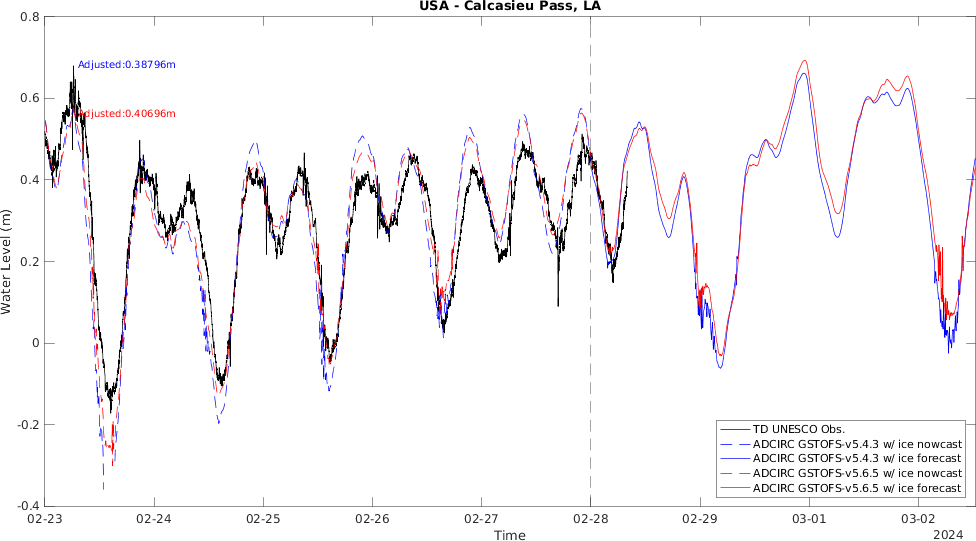 USA - Calcasieu Pass, LA
0.8
0.6
0.4
0.2
0
-0.2
-0.4
Water Level (m)
Adjusted:0.38796m
Adjusted:0.40696m
TD UNESCO Obs.
ADCIRC GSTOFS-v5.4.3 w/ ice nowcast
ADCIRC GSTOFS-v5.4.3 w/ ice forecast
ADCIRC GSTOFS-v5.6.5 w/ ice nowcast
ADCIRC GSTOFS-v5.6.5 w/ ice forecast
02-23 02-24 02-25 02-26 02-27 02-28 02-29 03-01 03-02
Time
2024